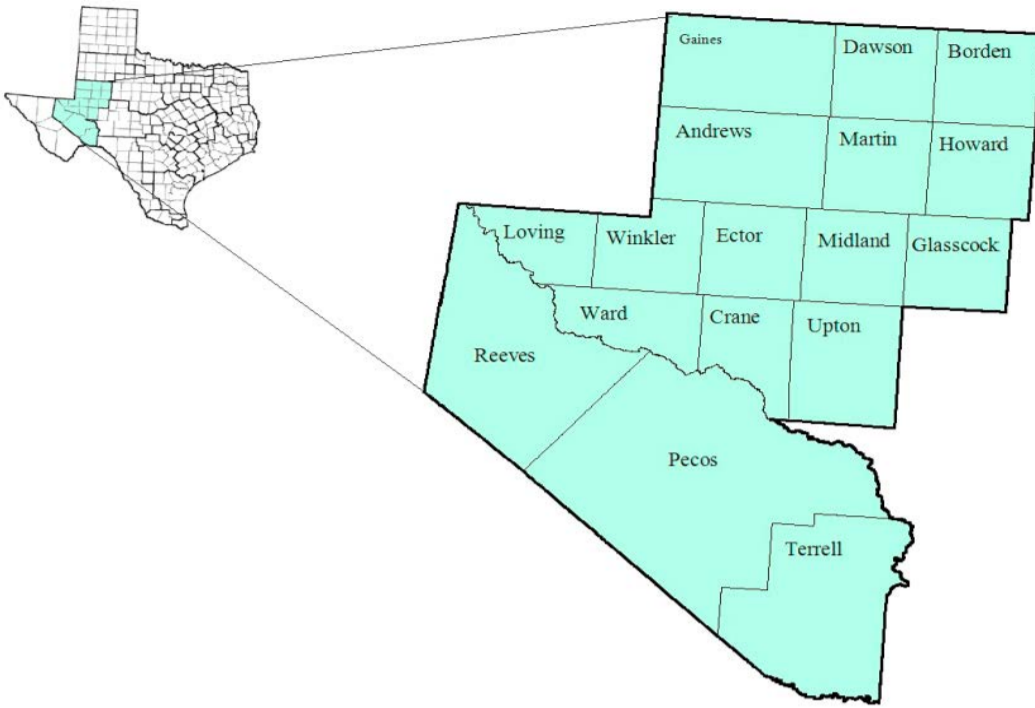 Gaines
Dawson
Borden
Andrews
Martin
Howard
Loving
Winkler
Ector
Midland
Glasscock
Ward
Crane
Upton
Reeves
Pecos
Terrell